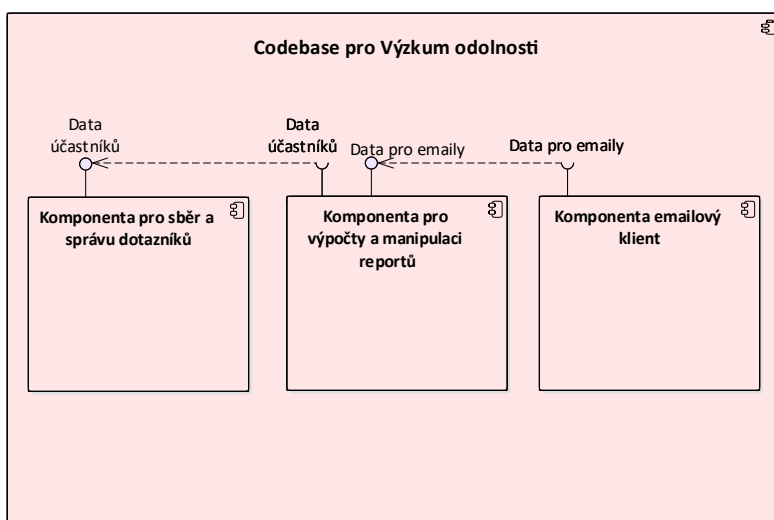 Codebase pro Výzkum odolnosti
Data
účastníků
Data
účastníků
Data pro emaily
Data pro emaily
Komponenta pro sběr a
správu dotazníků
Komponenta pro
výpočty a manipulaci
reportů
Komponenta emailový
klient